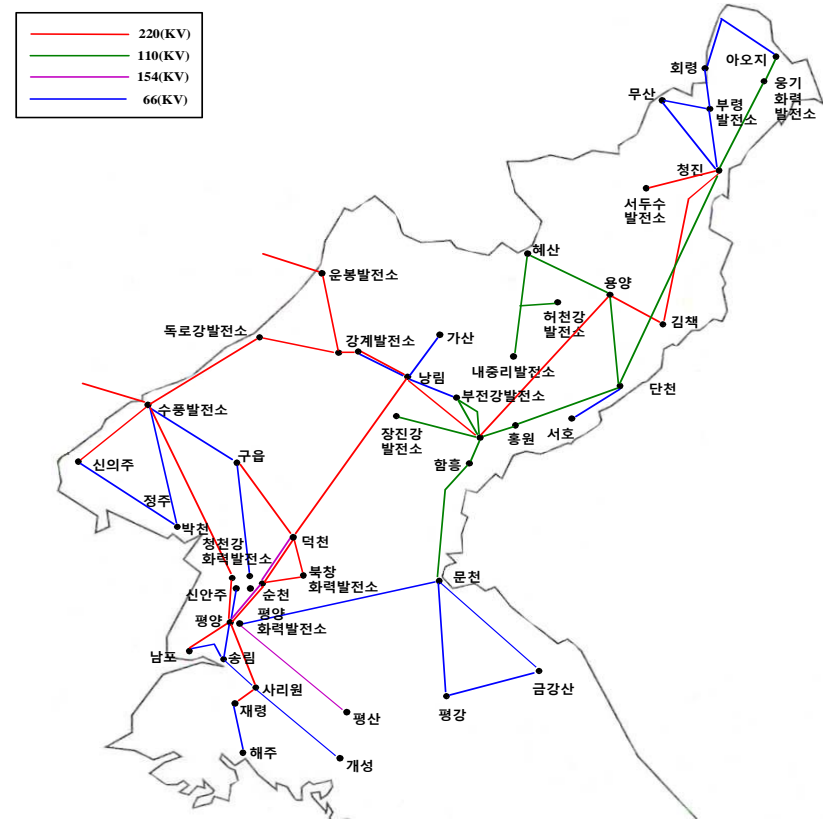 220(KV)
110(KV)
154(KV)
66(KV)
회령
아오지
웅기
화력
발전소
무산
부령
발전소
청진
서두수
발전소
혜산
용양
운봉발전소
허천강
발전소
김책
독로강발전소
강계발전소
가산
내중리발전소
낭림
부전강발전소
단천
수풍발전소
장진강
발전소
홍원
서호
신의주
구읍
함흥
정주
박천
청천강
화력발전소
덕천
북창
화력발전소
신안주
순천
문천
평양
평양
화력발전소
남포
송림
사리원
금강산
재령
평산
평강
해주
개성